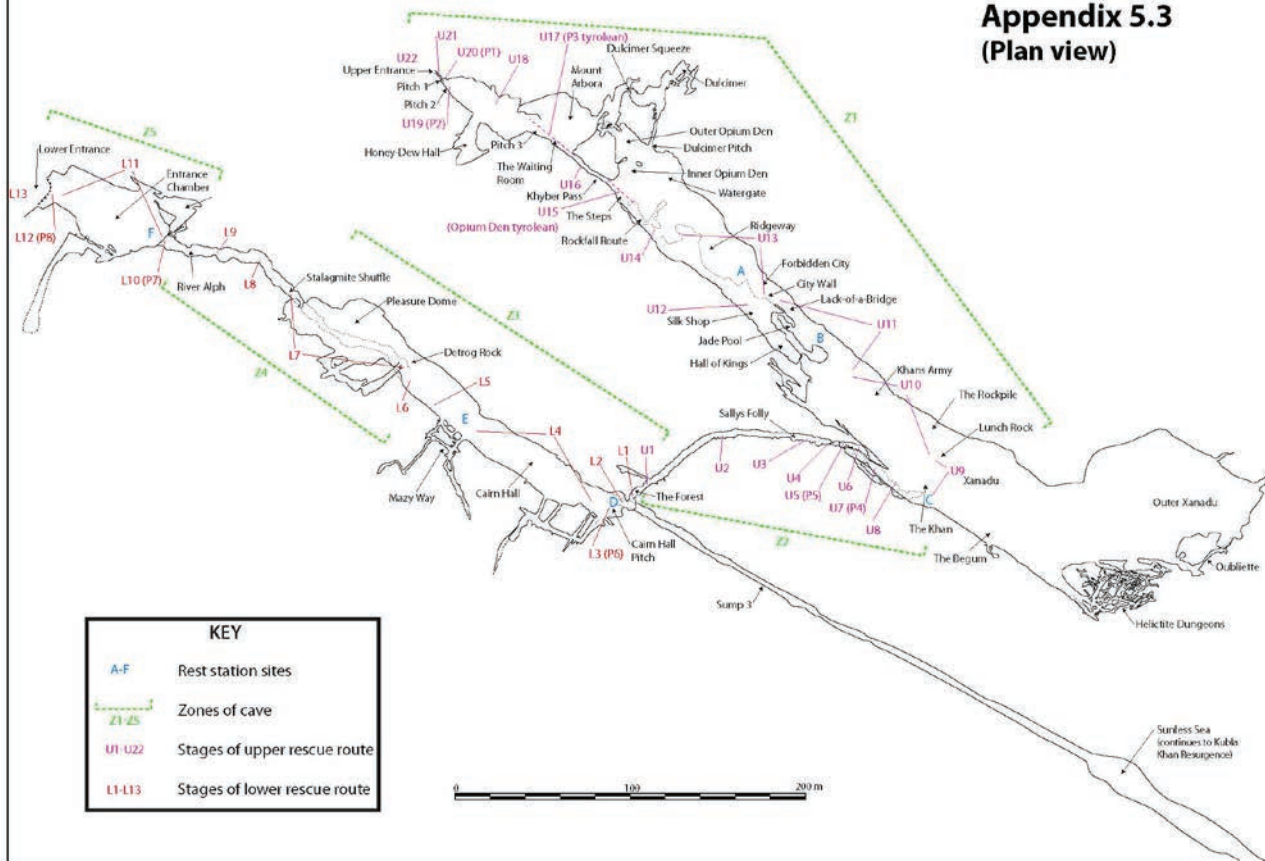 Appendix 5.3
(Plan view)
U21
U22
U20 (P1)
U17 (P3 tyrolean)
U18
Dulcimer Squeeze
Upper Entrance
Pitch 1
Pitch 2
U19 (P2)
Mount
Arbora
Dulcimer
Z1
Honey-Dew Hall
Pitch 3
The Waiting
Room
Outer Opium Den
Dulcimer Pitch
Inner Opium Den
Watergate
U16
Khyber Pass
U15
(Opium Den tyrolean)
The Steps
Rockfall Route
U14
Ridgeway
U13
A
Forbidden City
City Wall
Lack-of-a-Bridge
U12
Silk Shop
Jade Pool
Hall of Kings
B
U11
Khans Army
U10
The Rockpile
Lunch Rock
U9
Xanadu
C
The Khan
The Begum
Outer Xanadu
Oubliette
Helictite Dungeons
Z5
Lower Entrance
L13
L11
Entrance
Chamber
L12 (P8)
F
L9
L10 (P7)
River Alph
L8
Stalagmite Shuffle
Pleasure Dome
Z3
Z4
L7
Detrog Rock
L6
L5
E
L4
Mazy Way
Cairn Hall
L2
L1
U1
D
The Forest
L3 (P6)
Cairn Hall
Pitch
Sallys Folly
U2
U3
U4
U5 (P5)
U6
U7 (P4)
U8
Z2
Sump 3
Sunless Sea
(continues to Kubla
Khan Resurgence)
KEY
A-F Rest station sites
Z1-Z5 Zones of cave
U1-U22 Stages of upper rescue route
L1-L13 Stages of lower rescue route
0 100 200 m